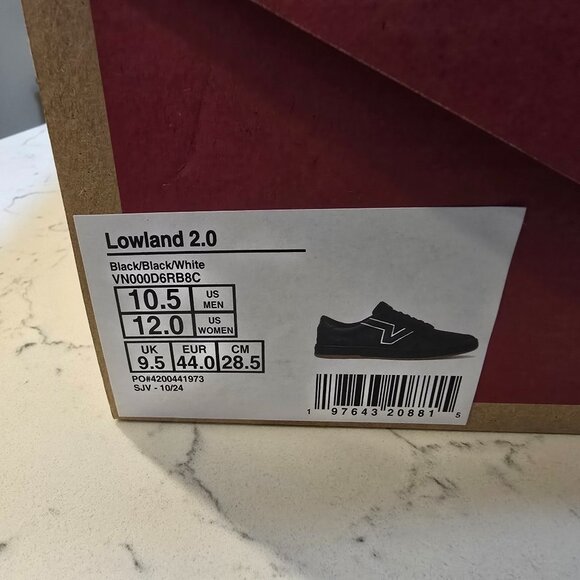 Lowland 2.0
Black/Black/White
VN000D6RB8C
10.5 US MEN
12.0 US WOMEN
UK EUR CM
9.5 44.0 28.5
PO#4200441973
SJV - 10/24
1 97643 20881 5